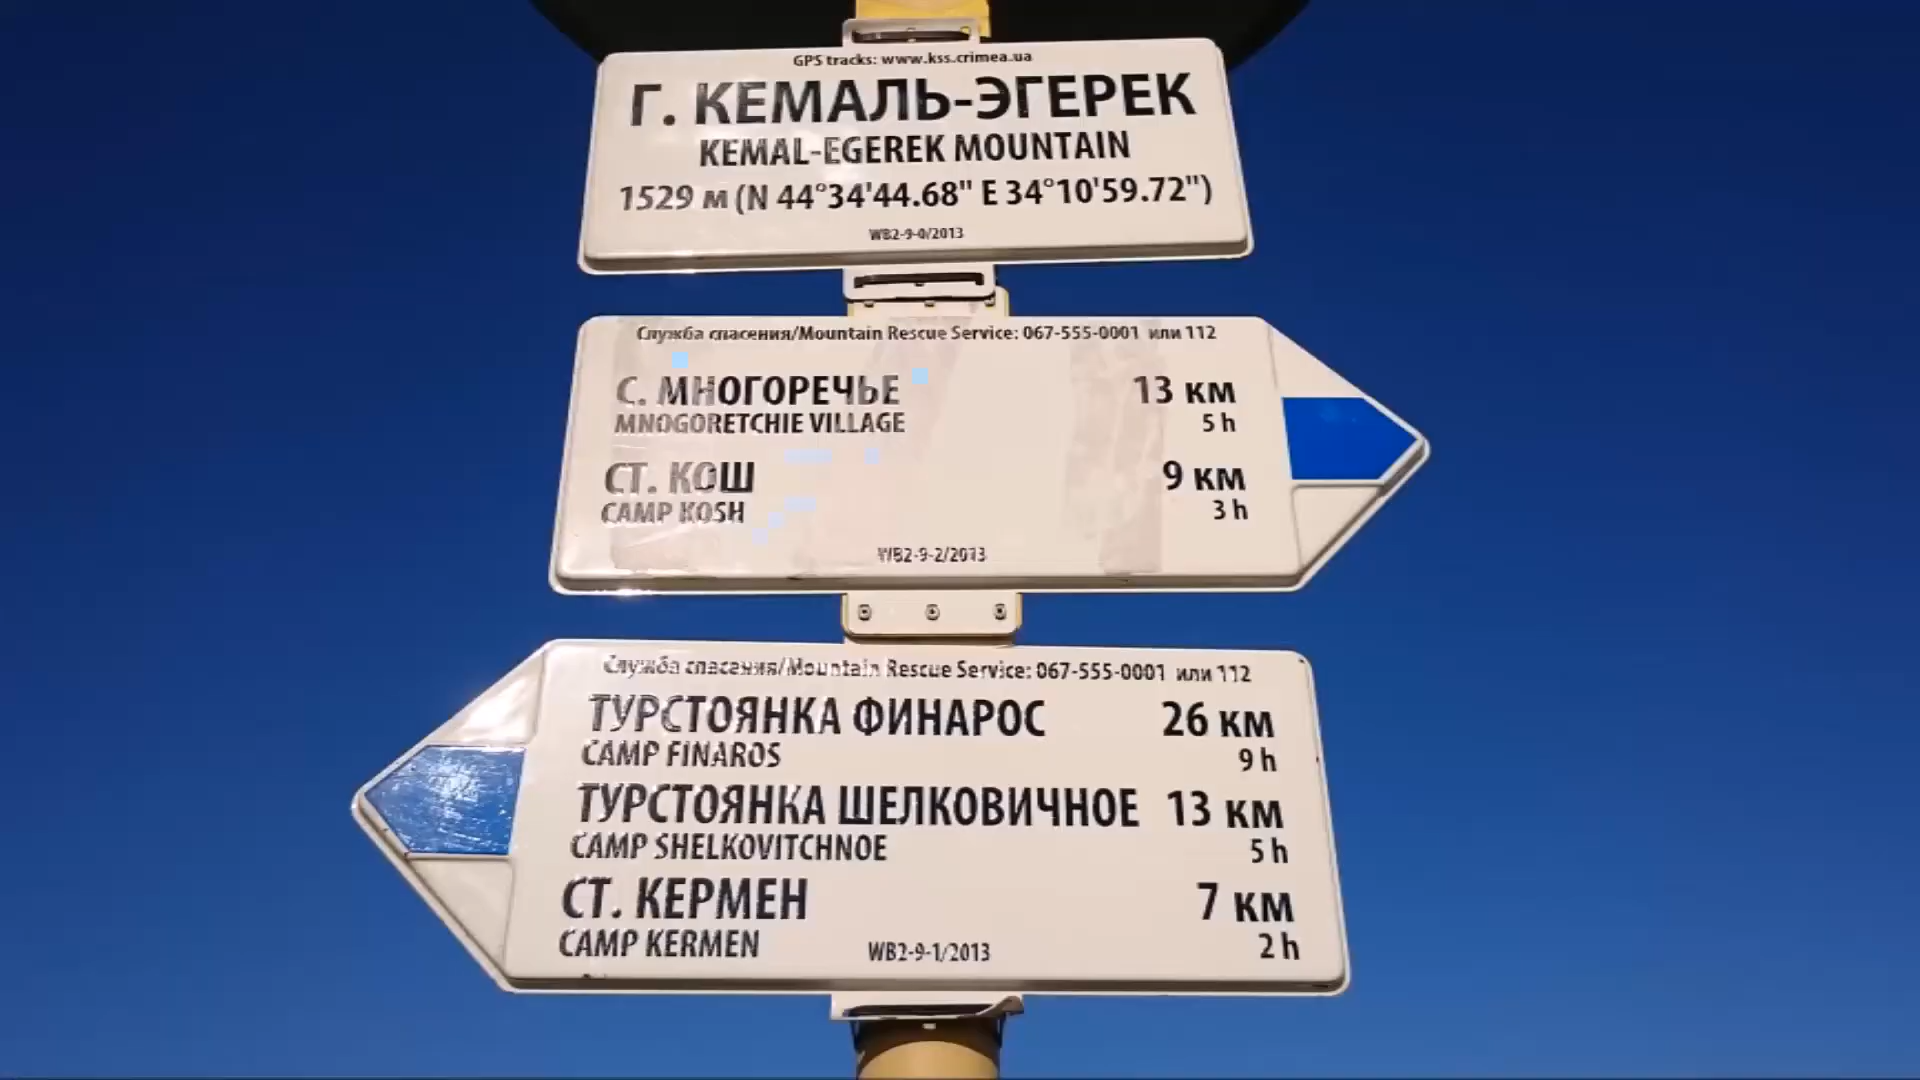 GPS tracks: www.kss.crimea.ua
Г. КЕМАЛЬ-ЭГЕРЕК
KEMAL-EGEREK MOUNTAIN
1529 м (N 44°34'44.68" E 34°10'59.72")
WB2-9-0/2013
Служба спасения/Mountain Rescue Service: 067-555-0001 или 112
С. МНОГОРЕЧЬЕ 13 км
MNOGORETCHIE VILLAGE 5 h
СТ. КОШ 9 км
CAMP KOSH 3 h
WB2-9-2/2013
Служба спасения/Mountain Rescue Service: 067-555-0001 или 112
ТУРСТОЯНКА ФИНАРОС 26 км
CAMP FINAROS 9 h
ТУРСТОЯНКА ШЕЛКОВИЧНОЕ 13 км
CAMP SHELKOVITCHNOE 5 h
СТ. КЕРМЕН 7 км
CAMP KERMEN 2 h
WB2-9-1/2013